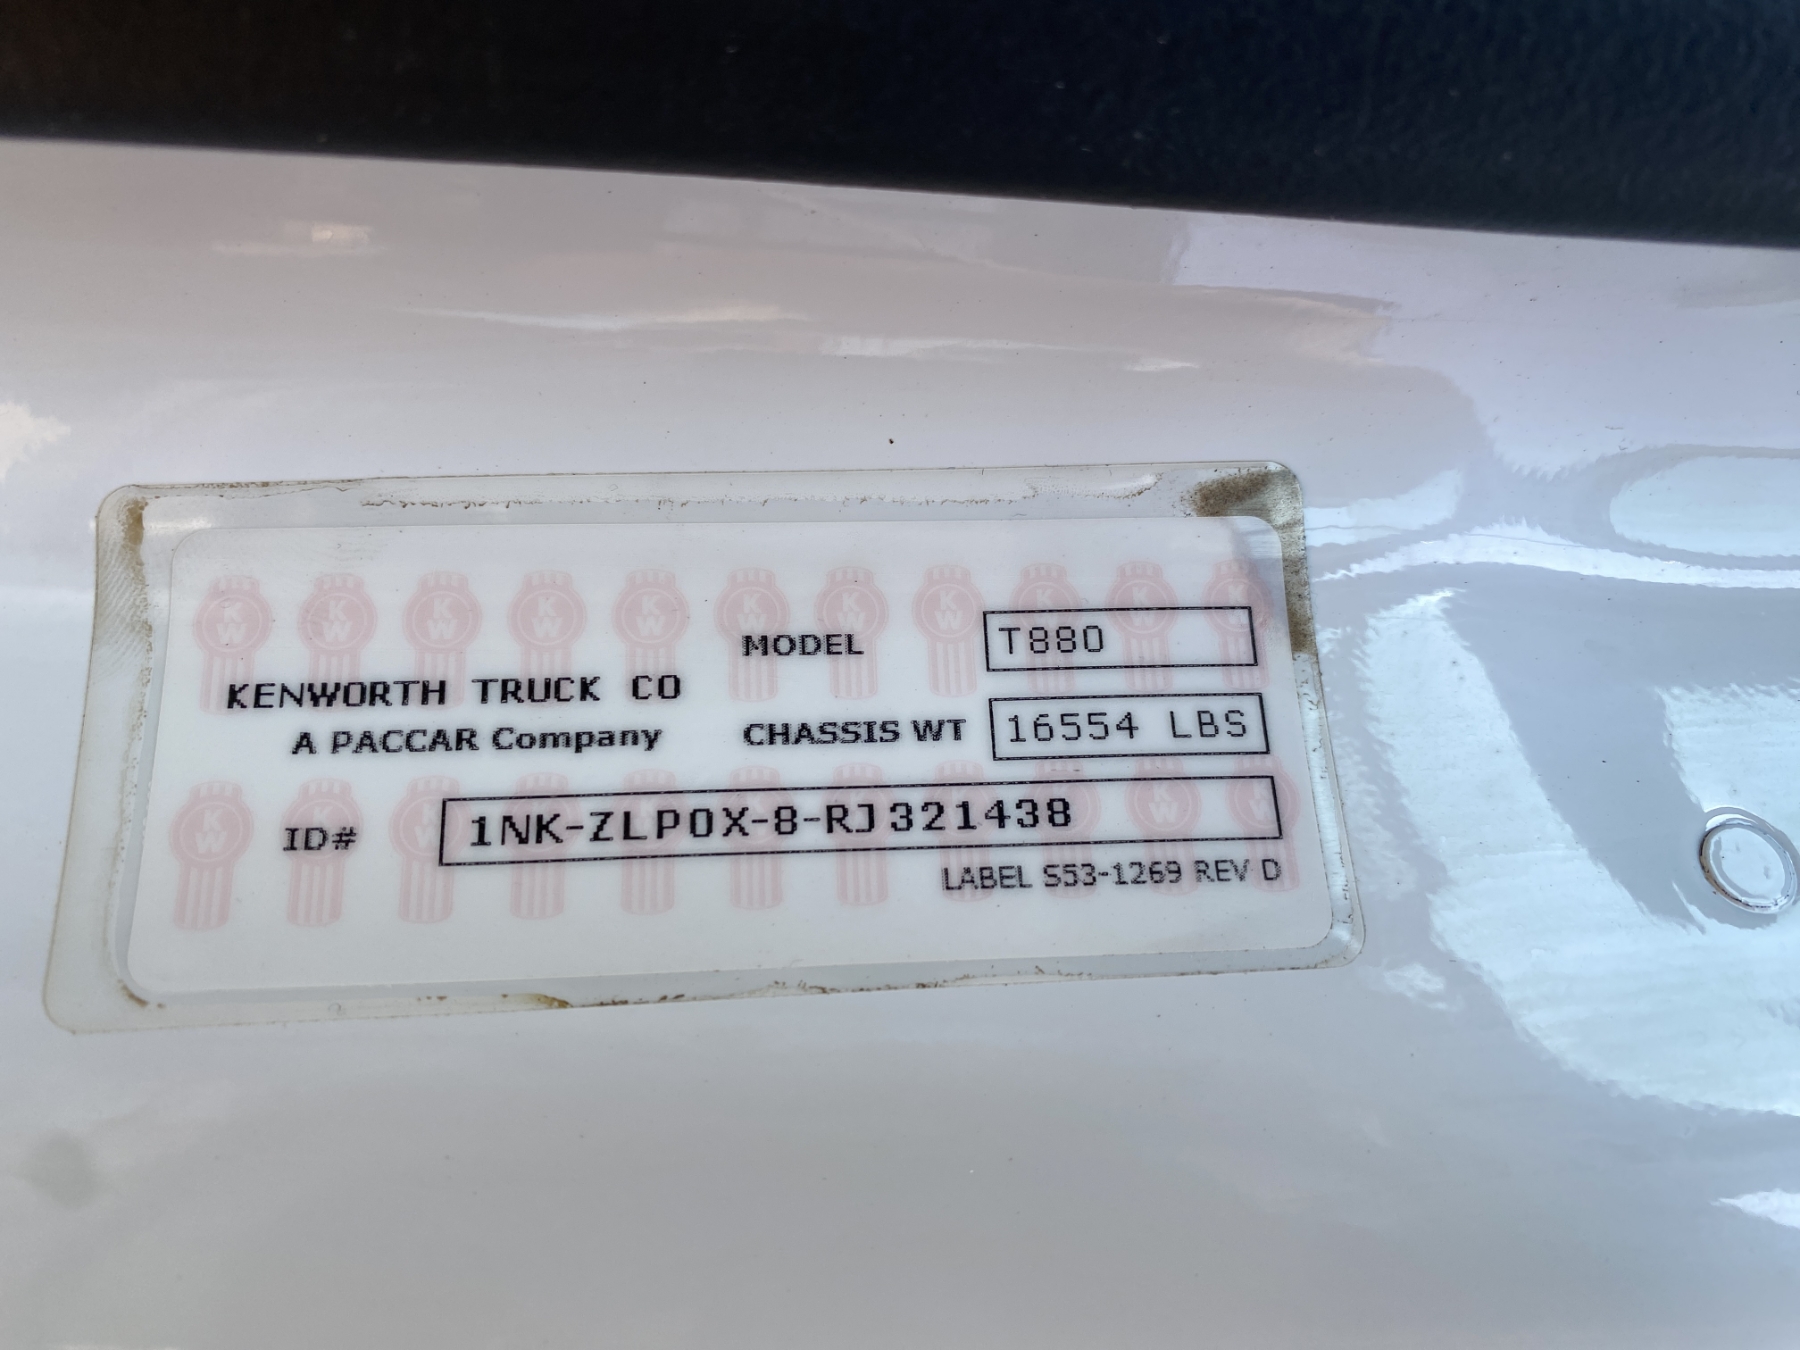 MODEL T880
KENWORTH TRUCK CO
A PACCAR Company
CHASSIS WT 16554 LBS
ID# 1NK-ZLP0X-8-RJ321438
LABEL S53-1269 REV D